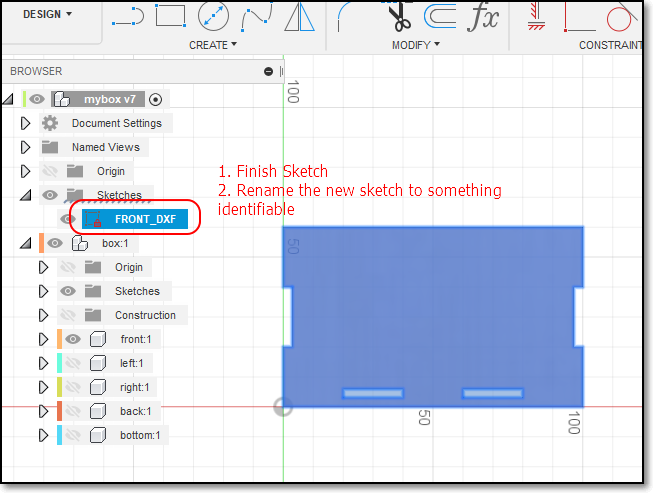 DESIGN
CREATE
MODIFY
fx
CONSTRAIN
BROWSER
mybox v7
Document Settings
Named Views
Origin
Sketches
FRONT_DXF
box:1
Origin
Sketches
Construction
front:1
left:1
right:1
back:1
bottom:1
1. Finish Sketch
2. Rename the new sketch to something
identifiable
100
50
50
100